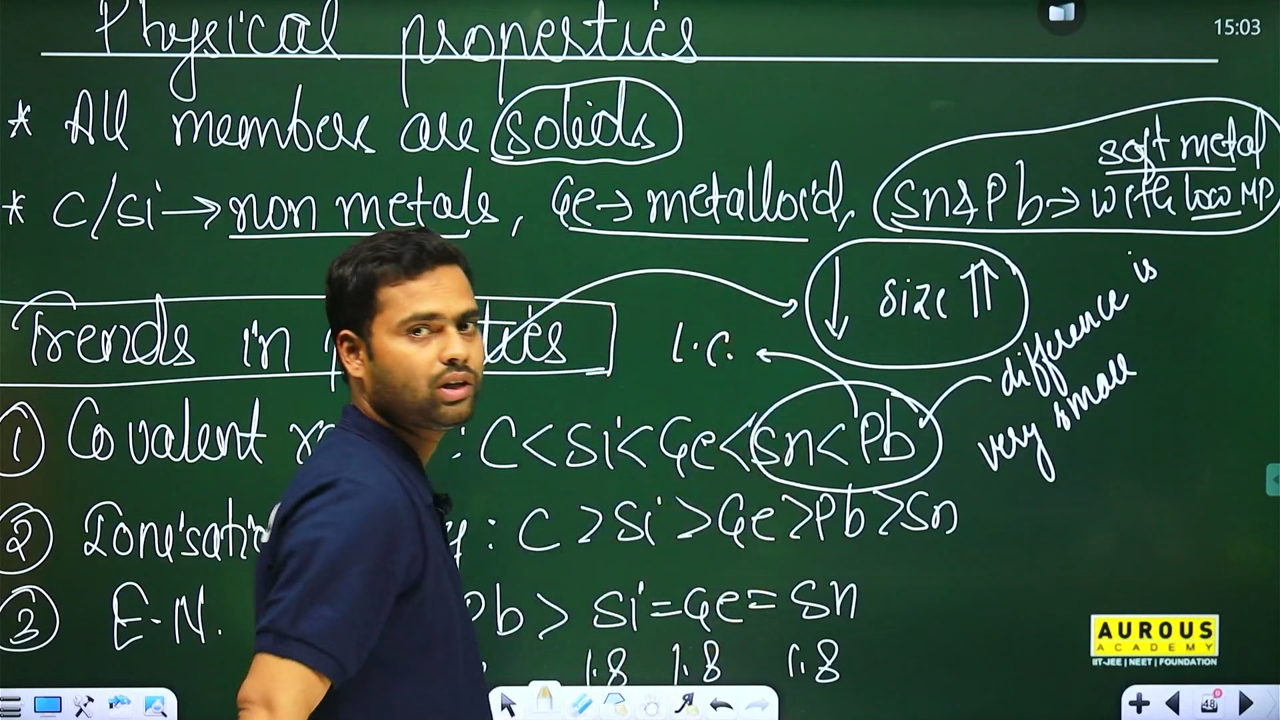 Physical properties
15:03
* All members are solids
* C/Si → non metals, Ge → metalloid, Sn & Pb → soft metal with low MP
↓ size ⇈
Trends in
L.C.
difference is very small
① Covalent : C < Si < Ge < Sn < Pb
② : C > Si > Ge > Pb > Sn
③ E.N. Pb > Si = Ge = Sn
1.8 1.8 1.8
AUROUS
ACADEMY
IIT-JEE | NEET | FOUNDATION
48